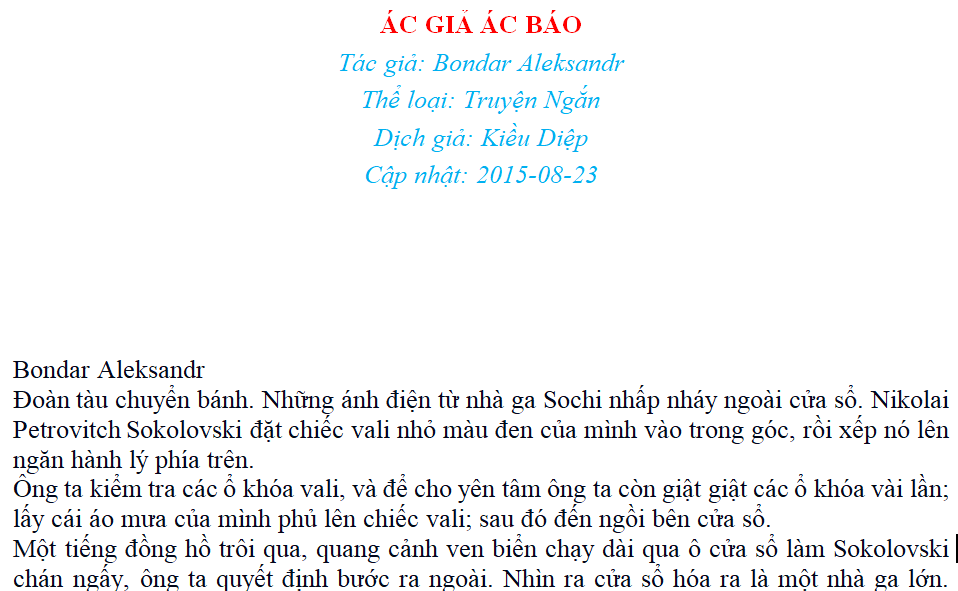 ÁC GIẢ ÁC BÁO
Tác giả: Bondar Aleksandr
Thể loại: Truyện Ngắn
Dịch giả: Kiều Diệp
Cập nhật: 2015-08-23
Bondar Aleksandr
Đoàn tàu chuyển bánh. Những ánh điện từ nhà ga Sochi nhấp nháy ngoài cửa sổ. Nikolai
Petrovitch Sokolovski đặt chiếc vali nhỏ màu đen của mình vào trong góc, rồi xếp nó lên
ngăn hành lý phía trên.
Ông ta kiểm tra các ổ khóa vali, và để cho yên tâm ông ta còn giật giật các ổ khóa vài lần;
lấy cái áo mưa của mình phủ lên chiếc vali; sau đó đến ngồi bên cửa sổ.
Một tiếng đồng hồ trôi qua, quang cảnh ven biển chạy dài qua ô cửa sổ làm Sokolovski
chán ngấy, ông ta quyết định bước ra ngoài. Nhìn ra cửa sổ hóa ra là một nhà ga lớn.